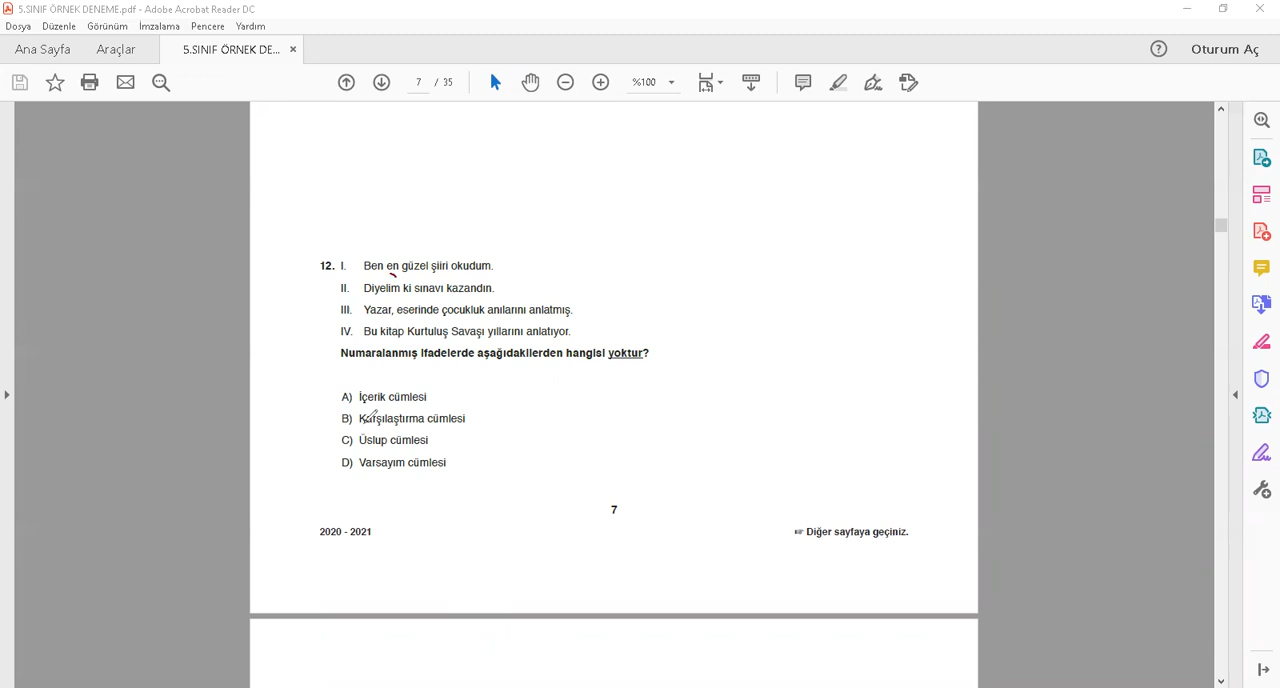 5.SINIF ÖRNEK DENEME.pdf - Adobe Acrobat Reader DC
Dosya Düzenle Görünüm İmzalama Pencere Yardım
Ana Sayfa Araçlar 5.SINIF ÖRNEK DE... Oturum Aç
7 / 35 %100
12. I. Ben en güzel şiiri okudum.
II. Diyelim ki sınavı kazandın.
III. Yazar, eserinde çocukluk anılarını anlatmış.
IV. Bu kitap Kurtuluş Savaşı yıllarını anlatıyor.
Numaralanmış ifadelerde aşağıdakilerden hangisi yoktur?
A) İçerik cümlesi
B) Karşılaştırma cümlesi
C) Üslup cümlesi
D) Varsayım cümlesi
7
2020 - 2021 ☞ Diğer sayfaya geçiniz.